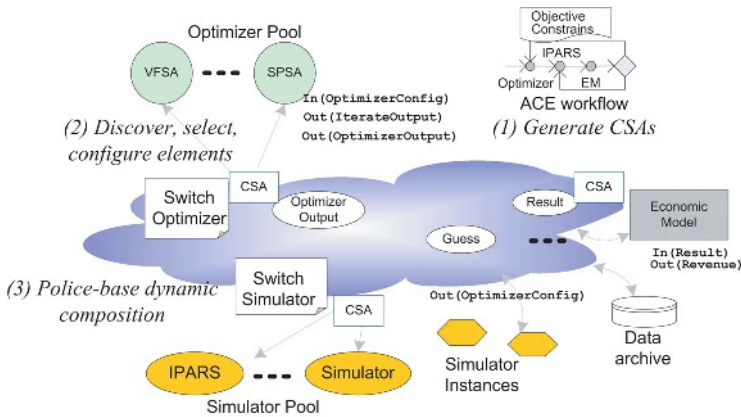 Optimizer Pool
VFSA
SPSA
In(OptimizerConfig)
Out(IterateOutput)
Out(OptimizerOutput)
(2) Discover, select,
configure elements
Objective
Constrains
IPARS
Optimizer
EM
ACE workflow
(1) Generate CSAs
CSA
Switch
Optimizer
Optimizer
Output
Result
CSA
Economic
Model
Guess
In(Result)
Out(Revenue)
(3) Police-base dynamic
composition
Switch
Simulator
CSA
Out(OptimizerConfig)
Data
archive
IPARS
Simulator
Simulator
Instances
Simulator Pool